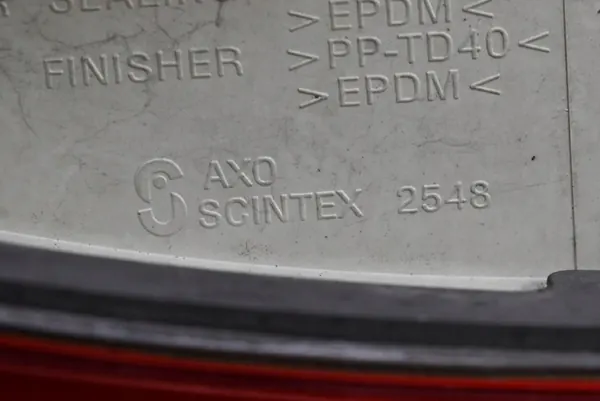 >EPDM<
FINISHER >PP-TD40<
>EPDM<
AXO
SCINTEX 2548